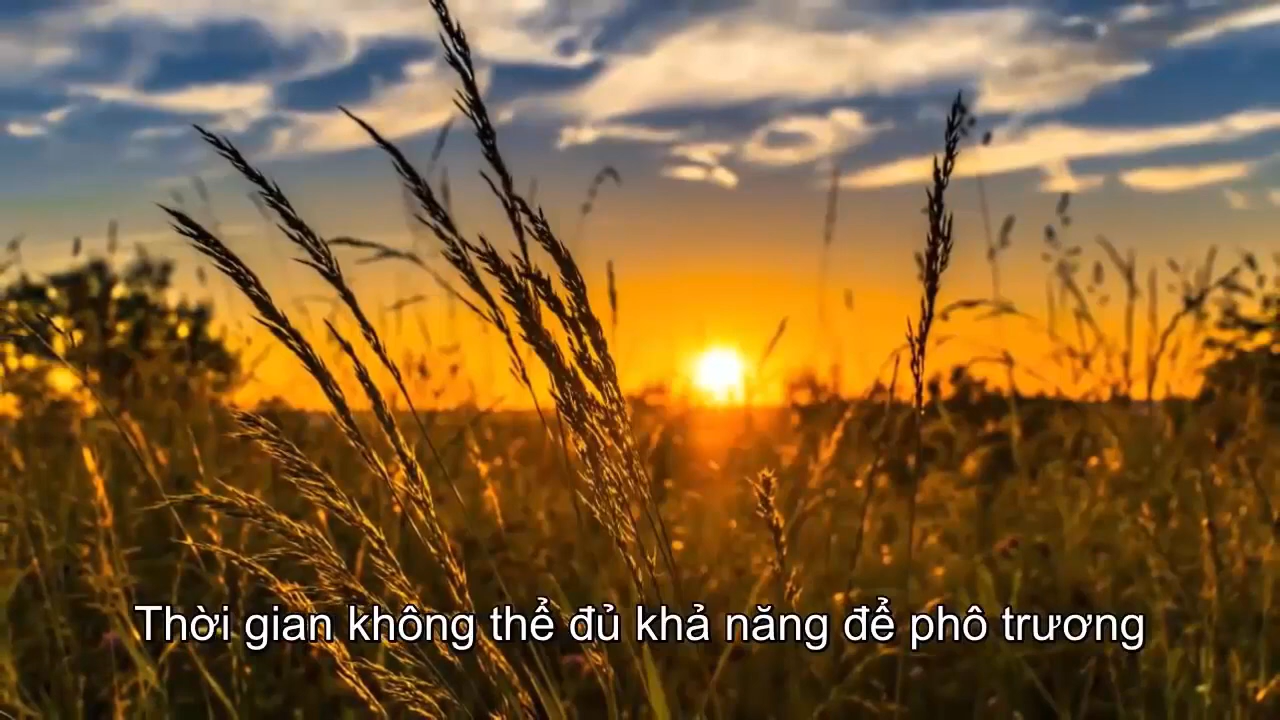 Thời gian không thể đủ khả năng để phô trương